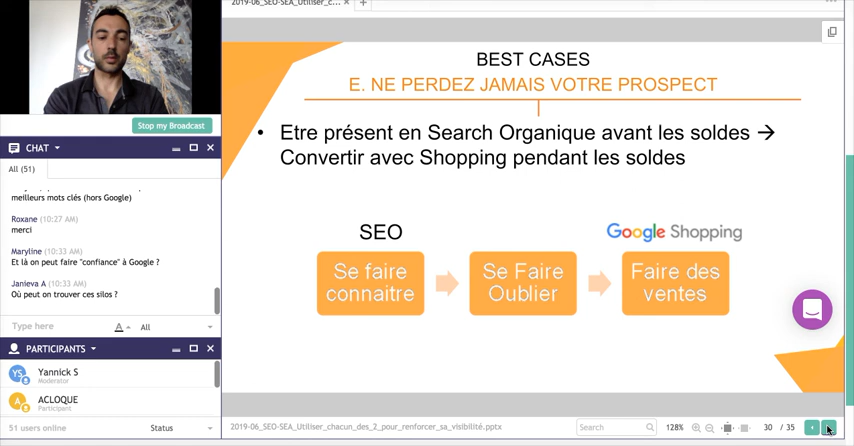 2019-06_SEO-SEA_Utiliser_c...
Stop my Broadcast
CHAT
All (51)
meilleurs mots clés (hors Google)
Roxane (10:27 AM)
merci
Maryline (10:33 AM)
Et là on peut faire "confiance" à Google ?
Janieva A (10:33 AM)
Où peut on trouver ces silos ?
Type here
A
All
PARTICIPANTS
YS
Yannick S
Moderator
A
ACLOQUE
Participant
51 users online
Status
BEST CASES
E. NE PERDEZ JAMAIS VOTRE PROSPECT
• Etre présent en Search Organique avant les soldes →
Convertir avec Shopping pendant les soldes
SEO
Google Shopping
Se faire
connaitre
Se Faire
Oublier
Faire des
ventes
2019-06_SEO-SEA_Utiliser_chacun_des_2_pour_renforcer_sa_visibilité.pptx
Search
128%
30 / 35